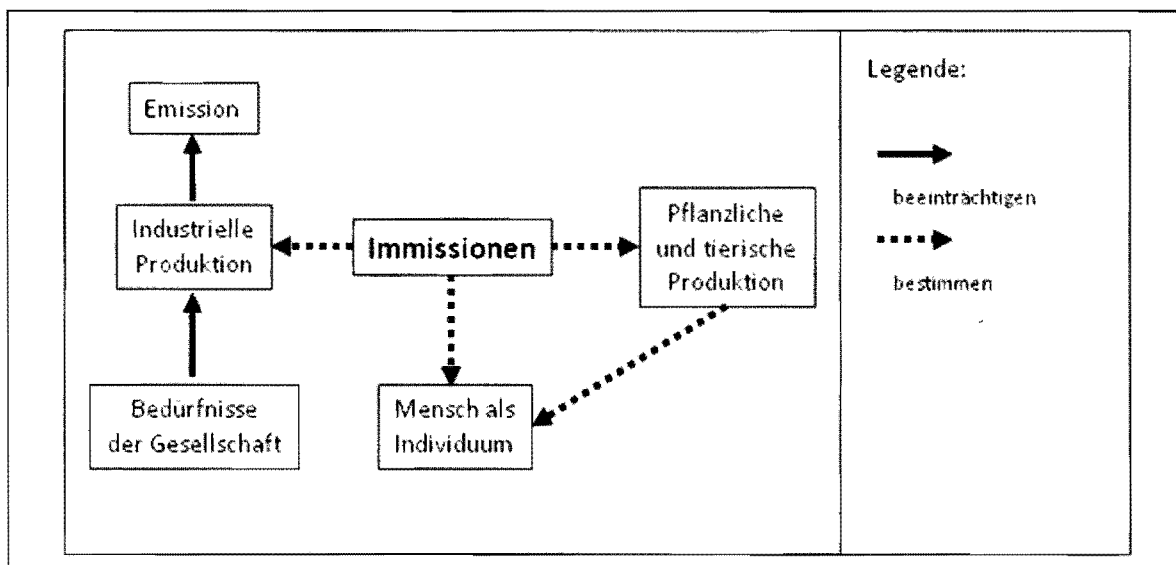 Emission
Industrielle
Produktion
Immissionen
Pflanzliche
und tierische
Produktion
Bedürfnisse
der Gesellschaft
Mensch als
Individuum
Legende:
beeinträchtigen
bestimmen